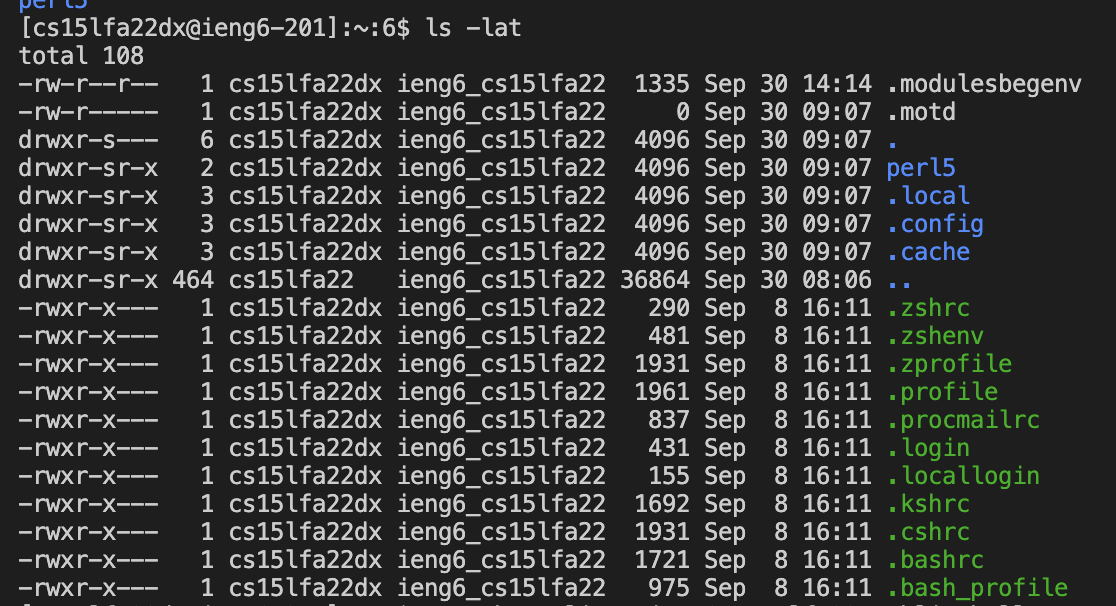 perl5
[cs15lfa22dx@ieng6-201]:~:6$ ls -lat
total 108
-rw-r--r--   1 cs15lfa22dx ieng6_cs15lfa22  1335 Sep 30 14:14 .modulesbegenv
-rw-r-----   1 cs15lfa22dx ieng6_cs15lfa22     0 Sep 30 09:07 .motd
drwxr-s---   6 cs15lfa22dx ieng6_cs15lfa22  4096 Sep 30 09:07 .
drwxr-sr-x   2 cs15lfa22dx ieng6_cs15lfa22  4096 Sep 30 09:07 perl5
drwxr-sr-x   3 cs15lfa22dx ieng6_cs15lfa22  4096 Sep 30 09:07 .local
drwxr-sr-x   3 cs15lfa22dx ieng6_cs15lfa22  4096 Sep 30 09:07 .config
drwxr-sr-x   3 cs15lfa22dx ieng6_cs15lfa22  4096 Sep 30 09:07 .cache
drwxr-sr-x 464 cs15lfa22   ieng6_cs15lfa22 36864 Sep 30 08:06 ..
-rwxr-x---   1 cs15lfa22dx ieng6_cs15lfa22   290 Sep  8 16:11 .zshrc
-rwxr-x---   1 cs15lfa22dx ieng6_cs15lfa22   481 Sep  8 16:11 .zshenv
-rwxr-x---   1 cs15lfa22dx ieng6_cs15lfa22  1931 Sep  8 16:11 .zprofile
-rwxr-x---   1 cs15lfa22dx ieng6_cs15lfa22  1961 Sep  8 16:11 .profile
-rwxr-x---   1 cs15lfa22dx ieng6_cs15lfa22   837 Sep  8 16:11 .procmailrc
-rwxr-x---   1 cs15lfa22dx ieng6_cs15lfa22   431 Sep  8 16:11 .login
-rwxr-x---   1 cs15lfa22dx ieng6_cs15lfa22   155 Sep  8 16:11 .locallogin
-rwxr-x---   1 cs15lfa22dx ieng6_cs15lfa22  1692 Sep  8 16:11 .kshrc
-rwxr-x---   1 cs15lfa22dx ieng6_cs15lfa22  1931 Sep  8 16:11 .cshrc
-rwxr-x---   1 cs15lfa22dx ieng6_cs15lfa22  1721 Sep  8 16:11 .bashrc
-rwxr-x---   1 cs15lfa22dx ieng6_cs15lfa22   975 Sep  8 16:11 .bash_profile